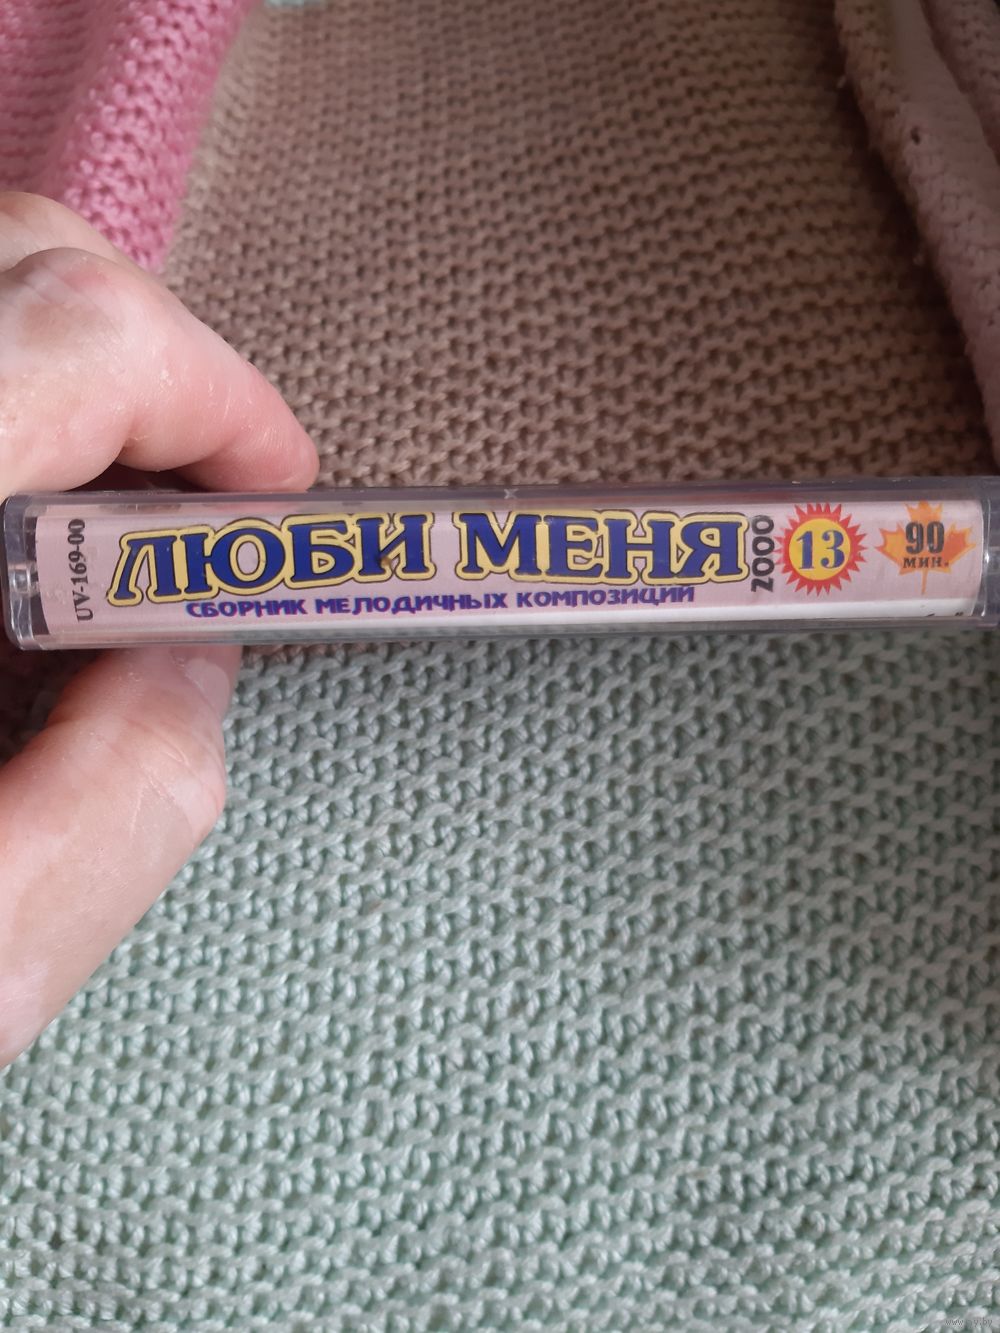 UV-169-00
ЛЮБИ МЕНЯ
СБОРНИК МЕЛОДИЧНЫХ КОМПОЗИЦИЙ
2000
13
90
МИН.